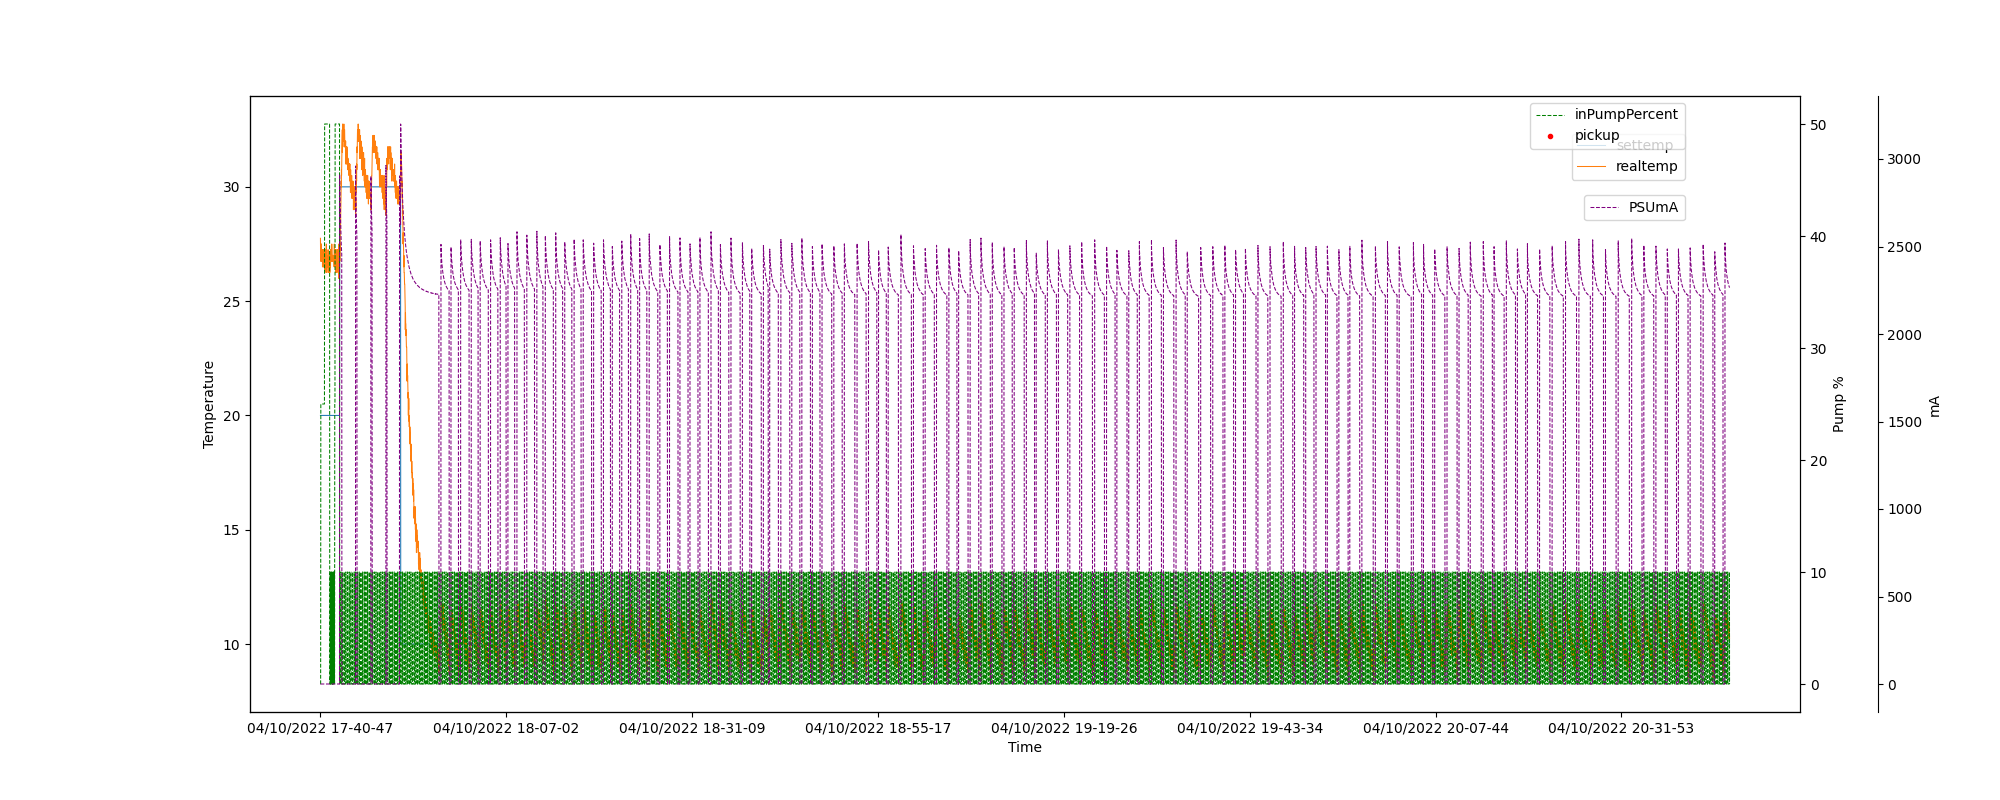 inPumpPercent
pickup
settemp
realtemp
PSUmA
Temperature
30
25
20
15
10
50
40
30
20
10
0
Pump %
3000
2500
2000
1500
1000
500
0
mA
04/10/2022 17-40-47
04/10/2022 18-07-02
04/10/2022 18-31-09
04/10/2022 18-55-17
04/10/2022 19-19-26
04/10/2022 19-43-34
04/10/2022 20-07-44
04/10/2022 20-31-53
Time